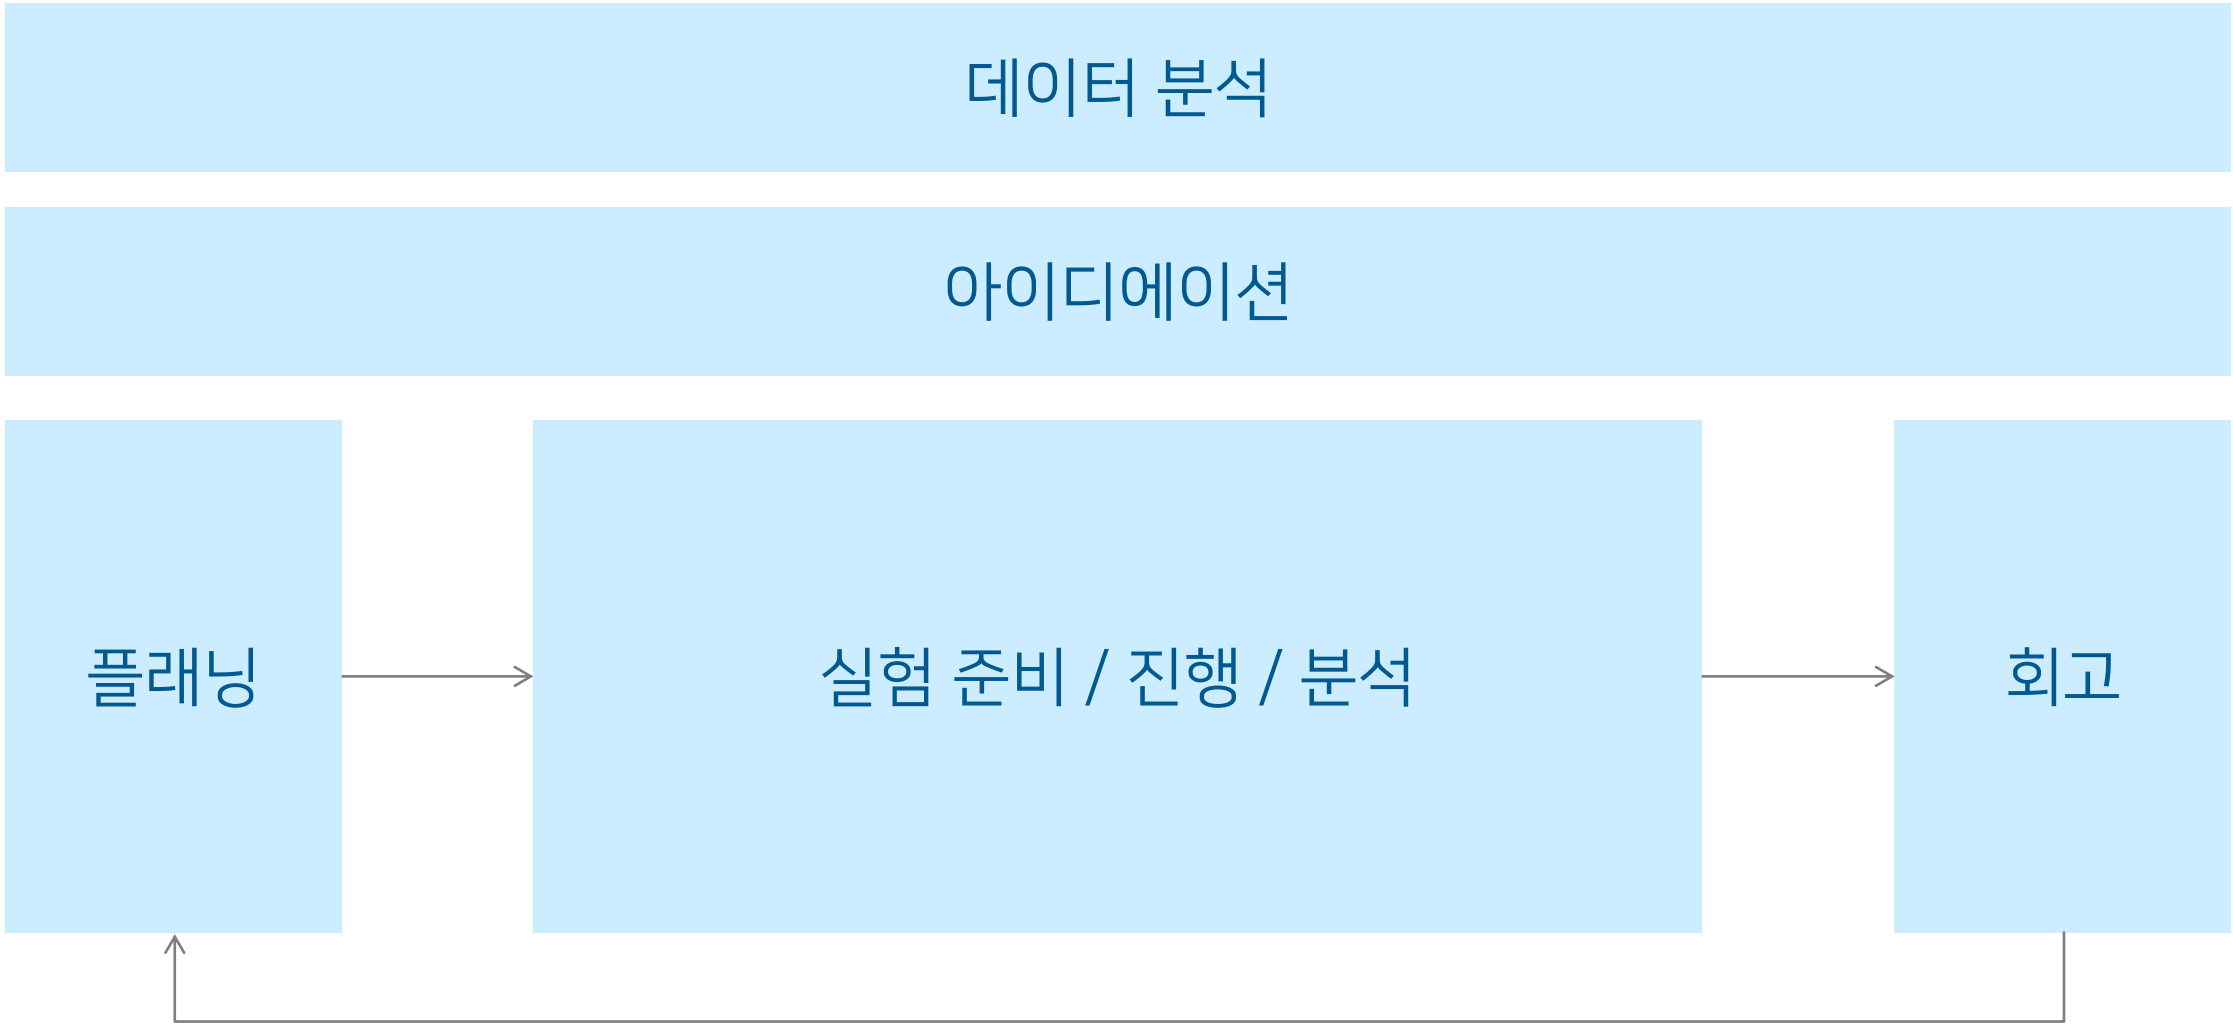 데이터 분석
아이디에이션
플래닝
실험 준비 / 진행 / 분석
회고